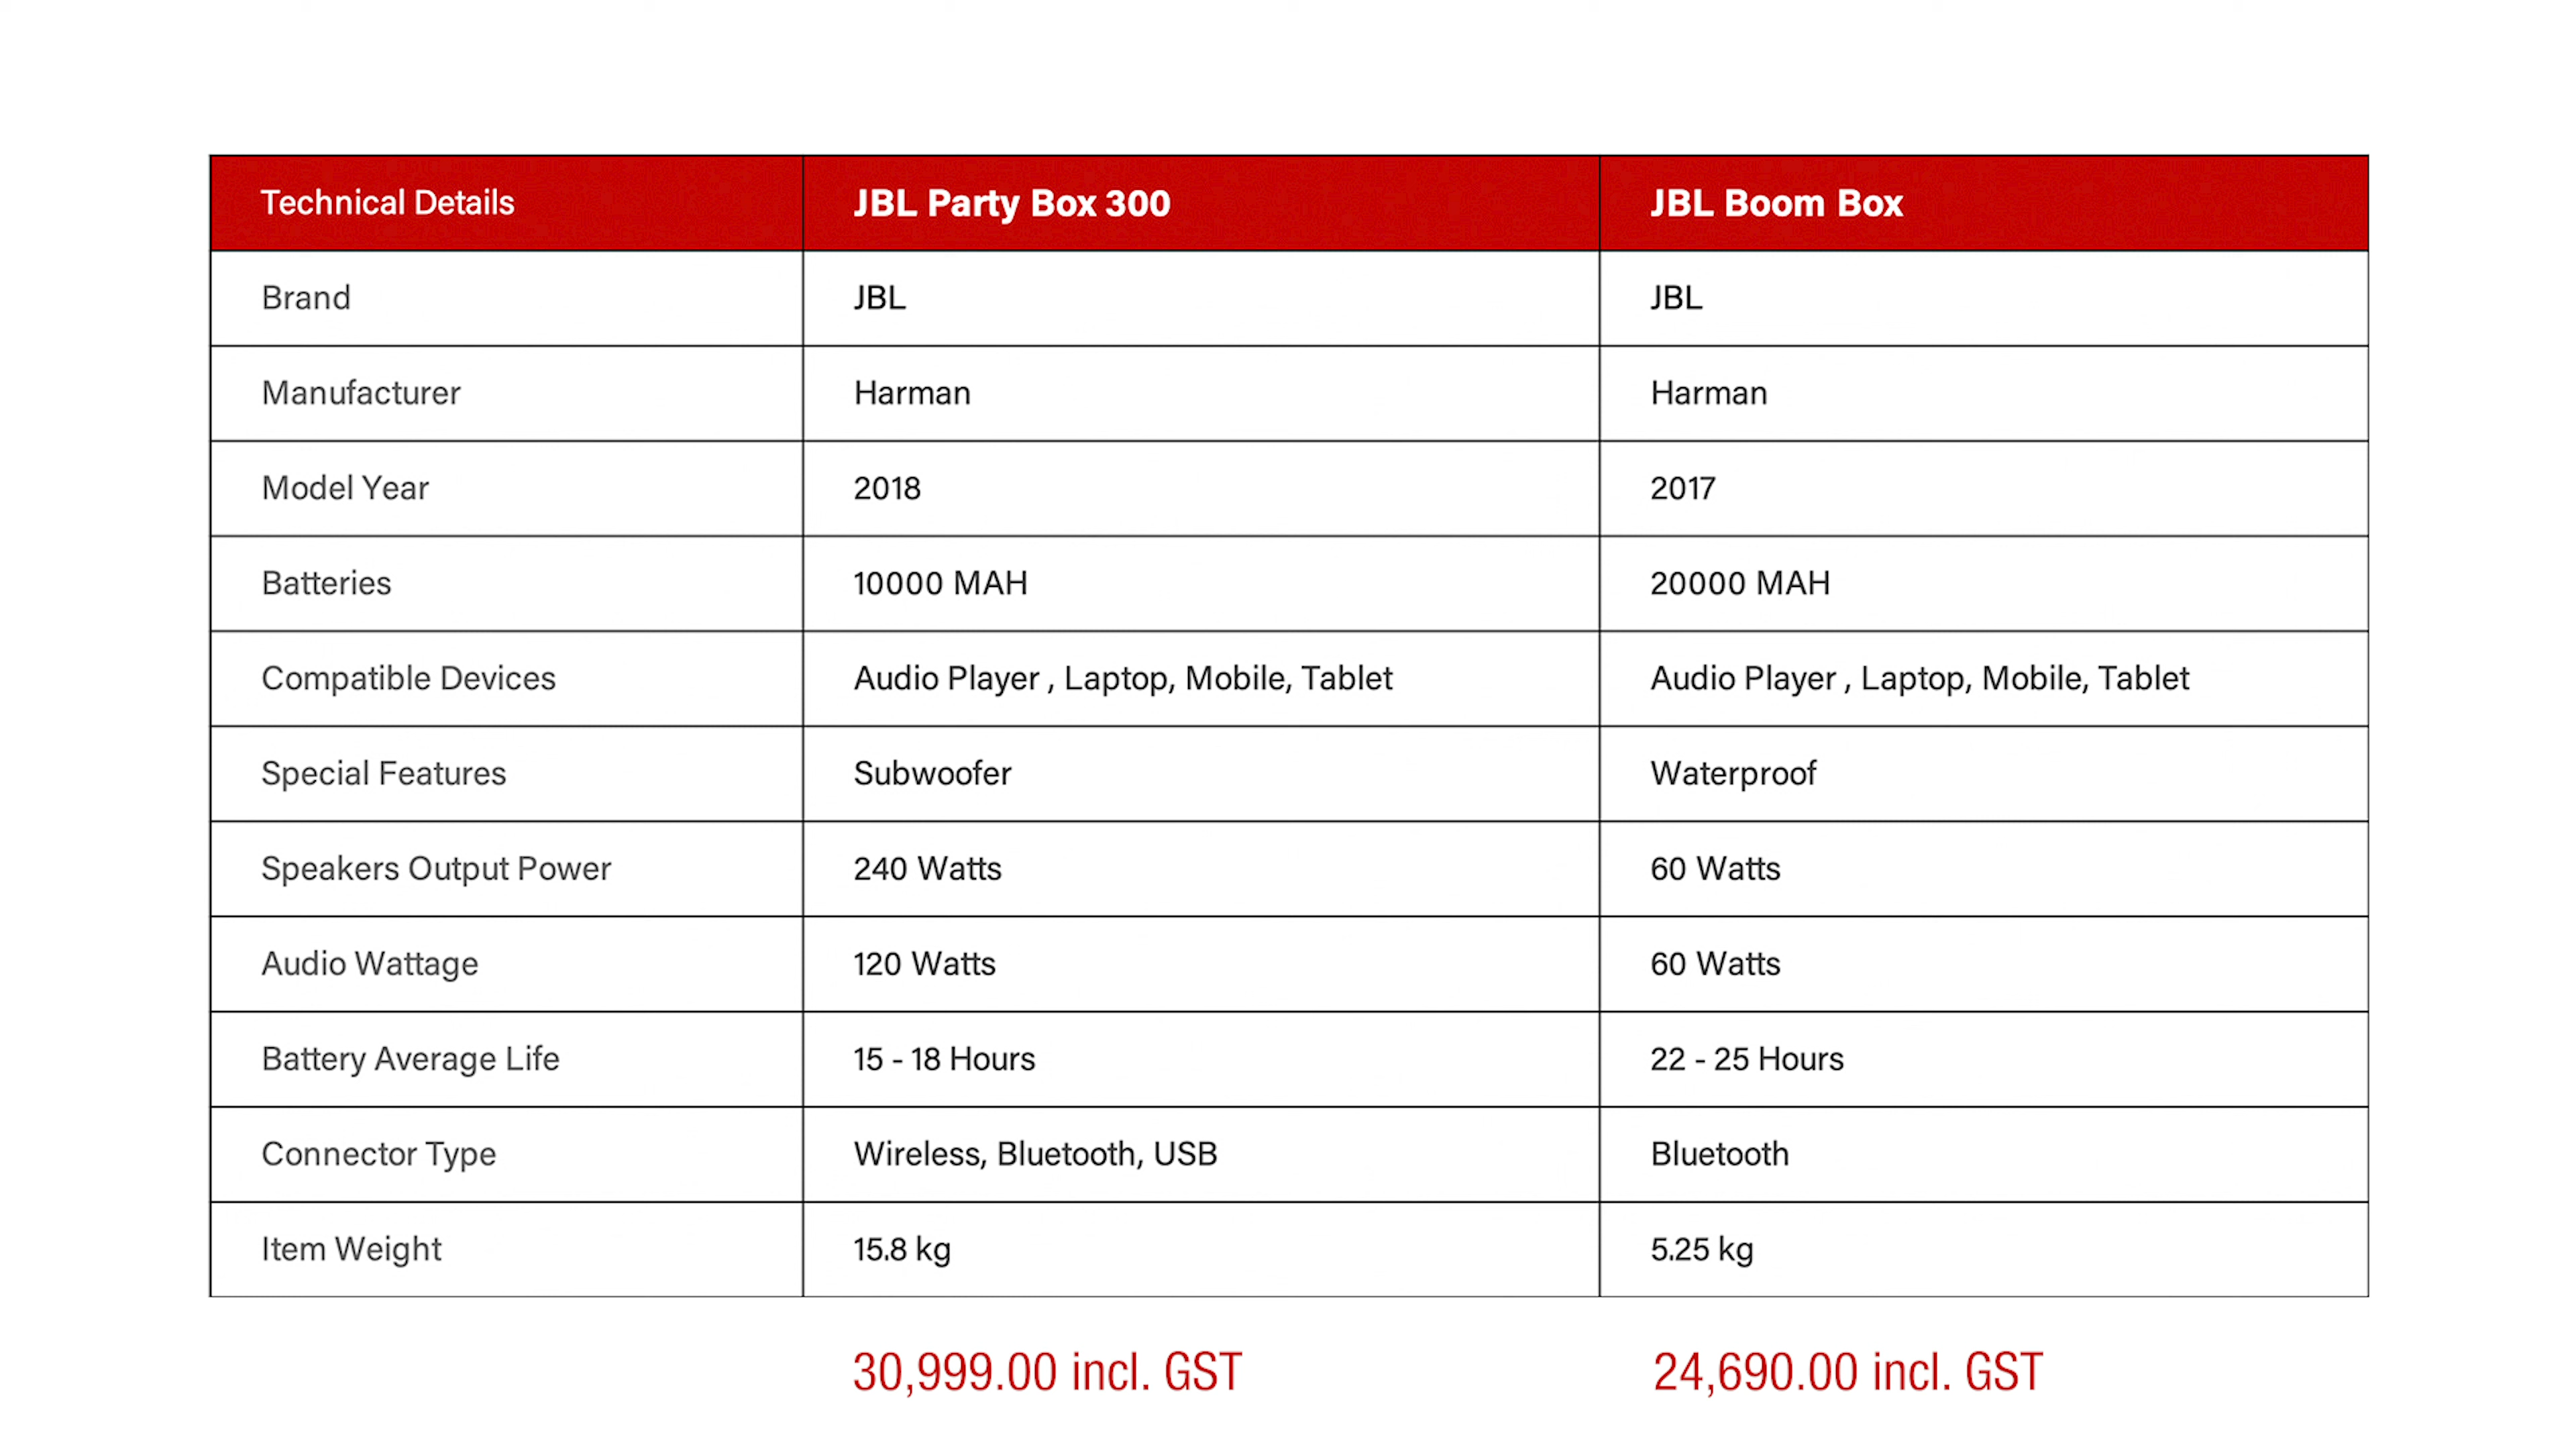 Technical Details JBL Party Box 300 JBL Boom Box
Brand JBL JBL
Manufacturer Harman Harman
Model Year 2018 2017
Batteries 10000 MAH 20000 MAH
Compatible Devices Audio Player , Laptop, Mobile, Tablet Audio Player , Laptop, Mobile, Tablet
Special Features Subwoofer Waterproof
Speakers Output Power 240 Watts 60 Watts
Audio Wattage 120 Watts 60 Watts
Battery Average Life 15 - 18 Hours 22 - 25 Hours
Connector Type Wireless, Bluetooth, USB Bluetooth
Item Weight 15.8 kg 5.25 kg
30,999.00 incl. GST 24,690.00 incl. GST